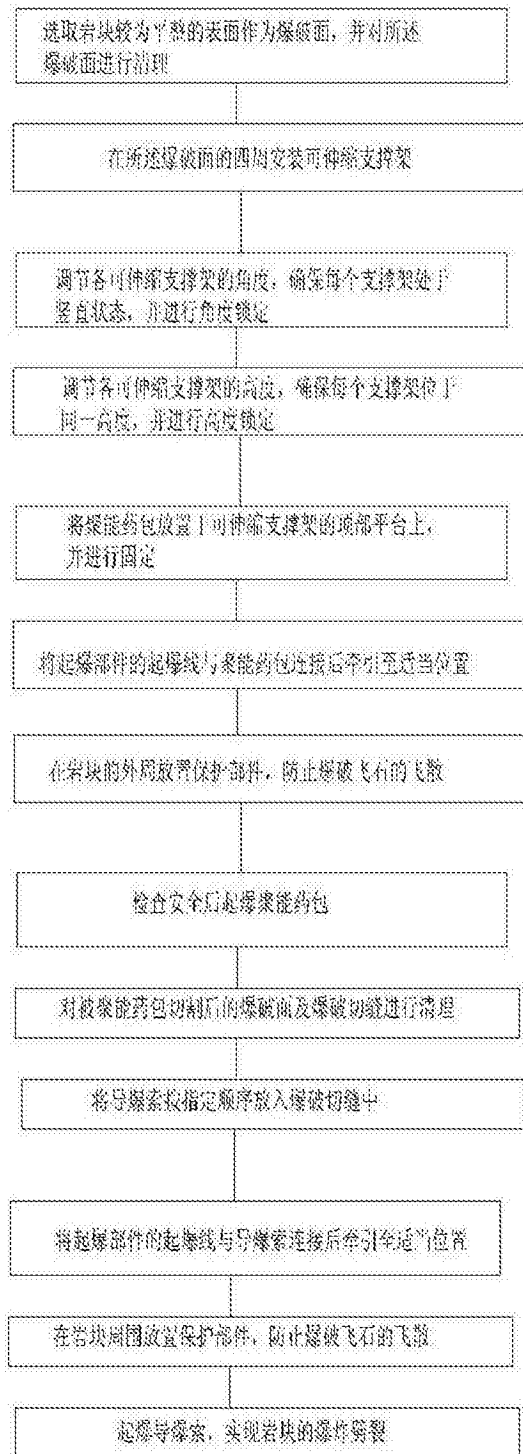 选取岩块较为平整的表面作为爆破面，并对所述
爆破面进行清理
在所述爆破面的四周安装可伸缩支撑架
调节各可伸缩支撑架的角度，确保每个支撑架处于
竖直状态，并进行角度锁定
调节各可伸缩支撑架的高度，确保每个支撑架位于
同一高度，并进行高度锁定
将聚能药包放置于可伸缩支撑架的顶部平台上，
并进行固定
将起爆部件的起爆线与聚能药包连接后牵引至适当位置
在岩块的外周放置保护部件，防止爆破飞石的飞散
检查安全后起爆聚能药包
对被聚能药包切割后的爆破面及爆破切缝进行清理
将导爆索按指定顺序放入爆破切缝中
将起爆部件的起爆线与导爆索连接后牵引至适当位置
在岩块周围放置保护部件，防止爆破飞石的飞散
起爆导爆索，实现岩块的爆炸劈裂